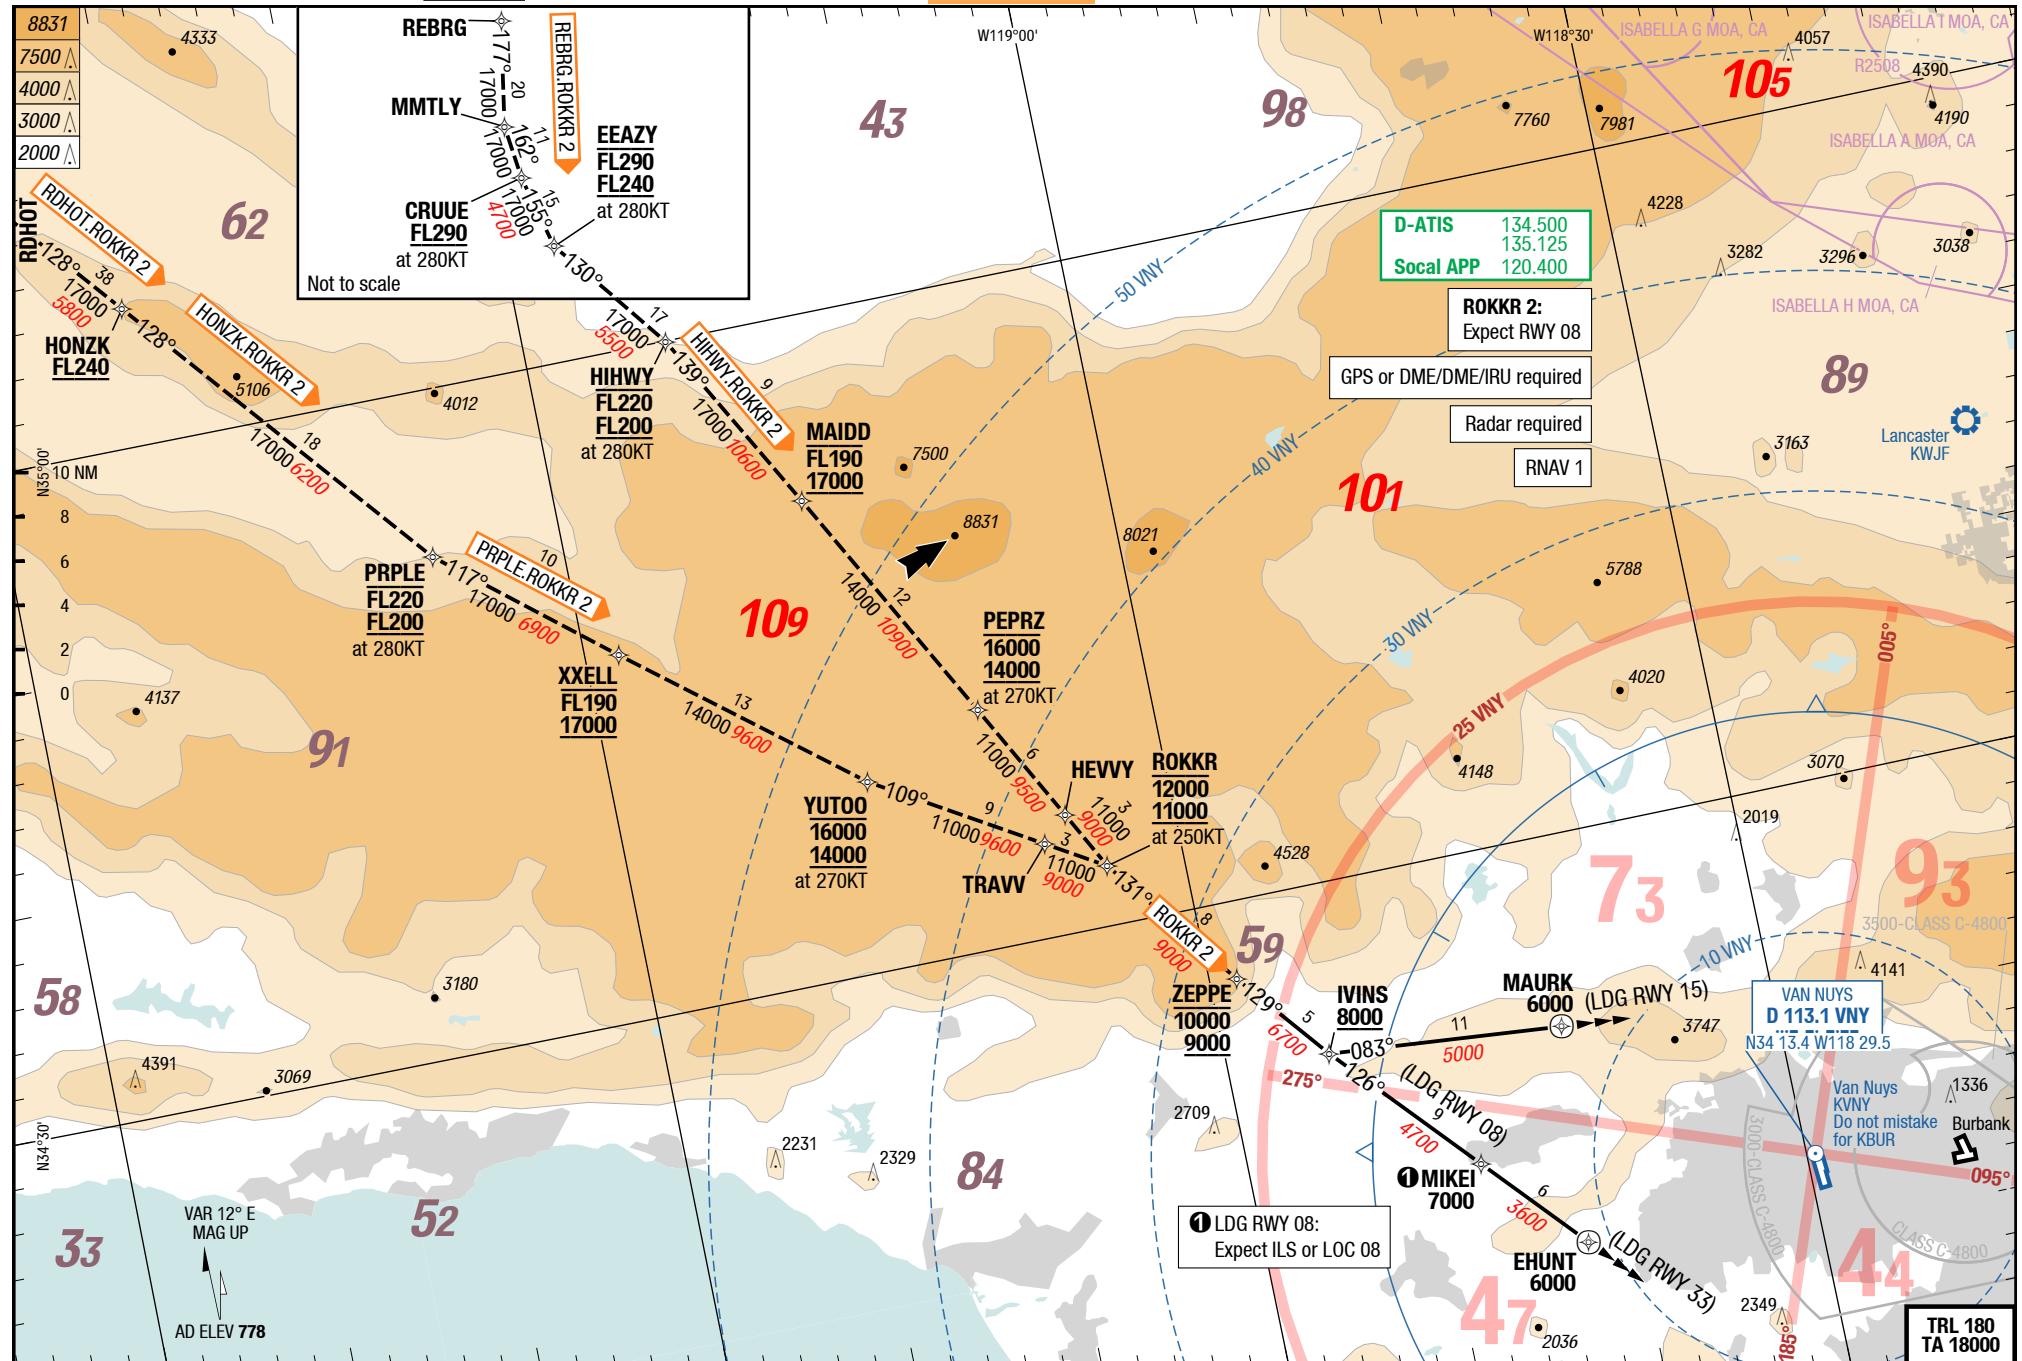 8831
7500
4000
3000
2000
4333
62
RDHOT
RDHOT.ROKKR 2
128°
38
17000
5800
HONZK
FL240
128°
HONZK.ROKKR 2
5106
4012
18
17000 6200
REBRG
177°
20
17000
REBRG.ROKKR 2
MMTLY
162°
11
17000
CRUUE
FL290
at 280KT
155°
15
17000
4700
EEAZY
FL290
FL240
at 280KT
Not to scale
130°
17
17000
5500
HIHWY
FL220
FL200
at 280KT
139°
HIHWY.ROKKR 2
9
17000 10600
MAIDD
FL190
17000
43
98
W119°00'
W118°30'
105
ISABELLA G MOA, CA
ISABELLA I MOA, CA
R2508
4057
4390
4190
ISABELLA A MOA, CA
7760
7981
4228
3282
3296
3038
ISABELLA H MOA, CA
50 VNY
D-ATIS 134.500
135.125
Socal APP 120.400
ROKKR 2:
Expect RWY 08
GPS or DME/DME/IRU required
Radar required
RNAV 1
89
Lancaster
KWJF
3163
40 VNY
101
7500
8831
8021
5788
N35°00'
10 NM
8
6
4
2
0
PRPLE
FL220
FL200
at 280KT
117°
PRPLE.ROKKR 2
10
17000 6900
XXELL
FL190
17000
109
12
14000 10900
PEPRZ
16000
14000
at 270KT
30 VNY
25 VNY
005°
4020
4148
3070
2019
4137
91
13
14000 9600
YUTOO
16000
14000
at 270KT
109°
9
11000 9600
TRAVV
3
11000
9000
6
11000 9500
HEVVY
3
11000
9000
ROKKR
12000
11000
at 250KT
4528
131°
8
ROKKR 2
9000
59
73
93
3500-CLASS C-4800
4141
10 VNY
58
3180
4391
3069
ZEPPE
10000
9000
129°
5
6700
IVINS
8000
083°
11
5000
MAURK
6000
(LDG RWY 15)
3747
VAN NUYS
D 113.1 VNY
N34 13.4 W118 29.5
275°
126°
(LDG RWY 08)
9
4700
1 MIKEI
7000
6
3600
EHUNT
6000
(LDG RWY 33)
Van Nuys
KVNY
Do not mistake
for KBUR
1336
Burbank
095°
3000-CLASS C-4800
CLASS C-4800
N34°30'
2709
2231
2329
84
52
33
VAR 12° E
MAG UP
AD ELEV 778
1 LDG RWY 08:
Expect ILS or LOC 08
47
44
2036
2349
185°
TRL 180
TA 18000